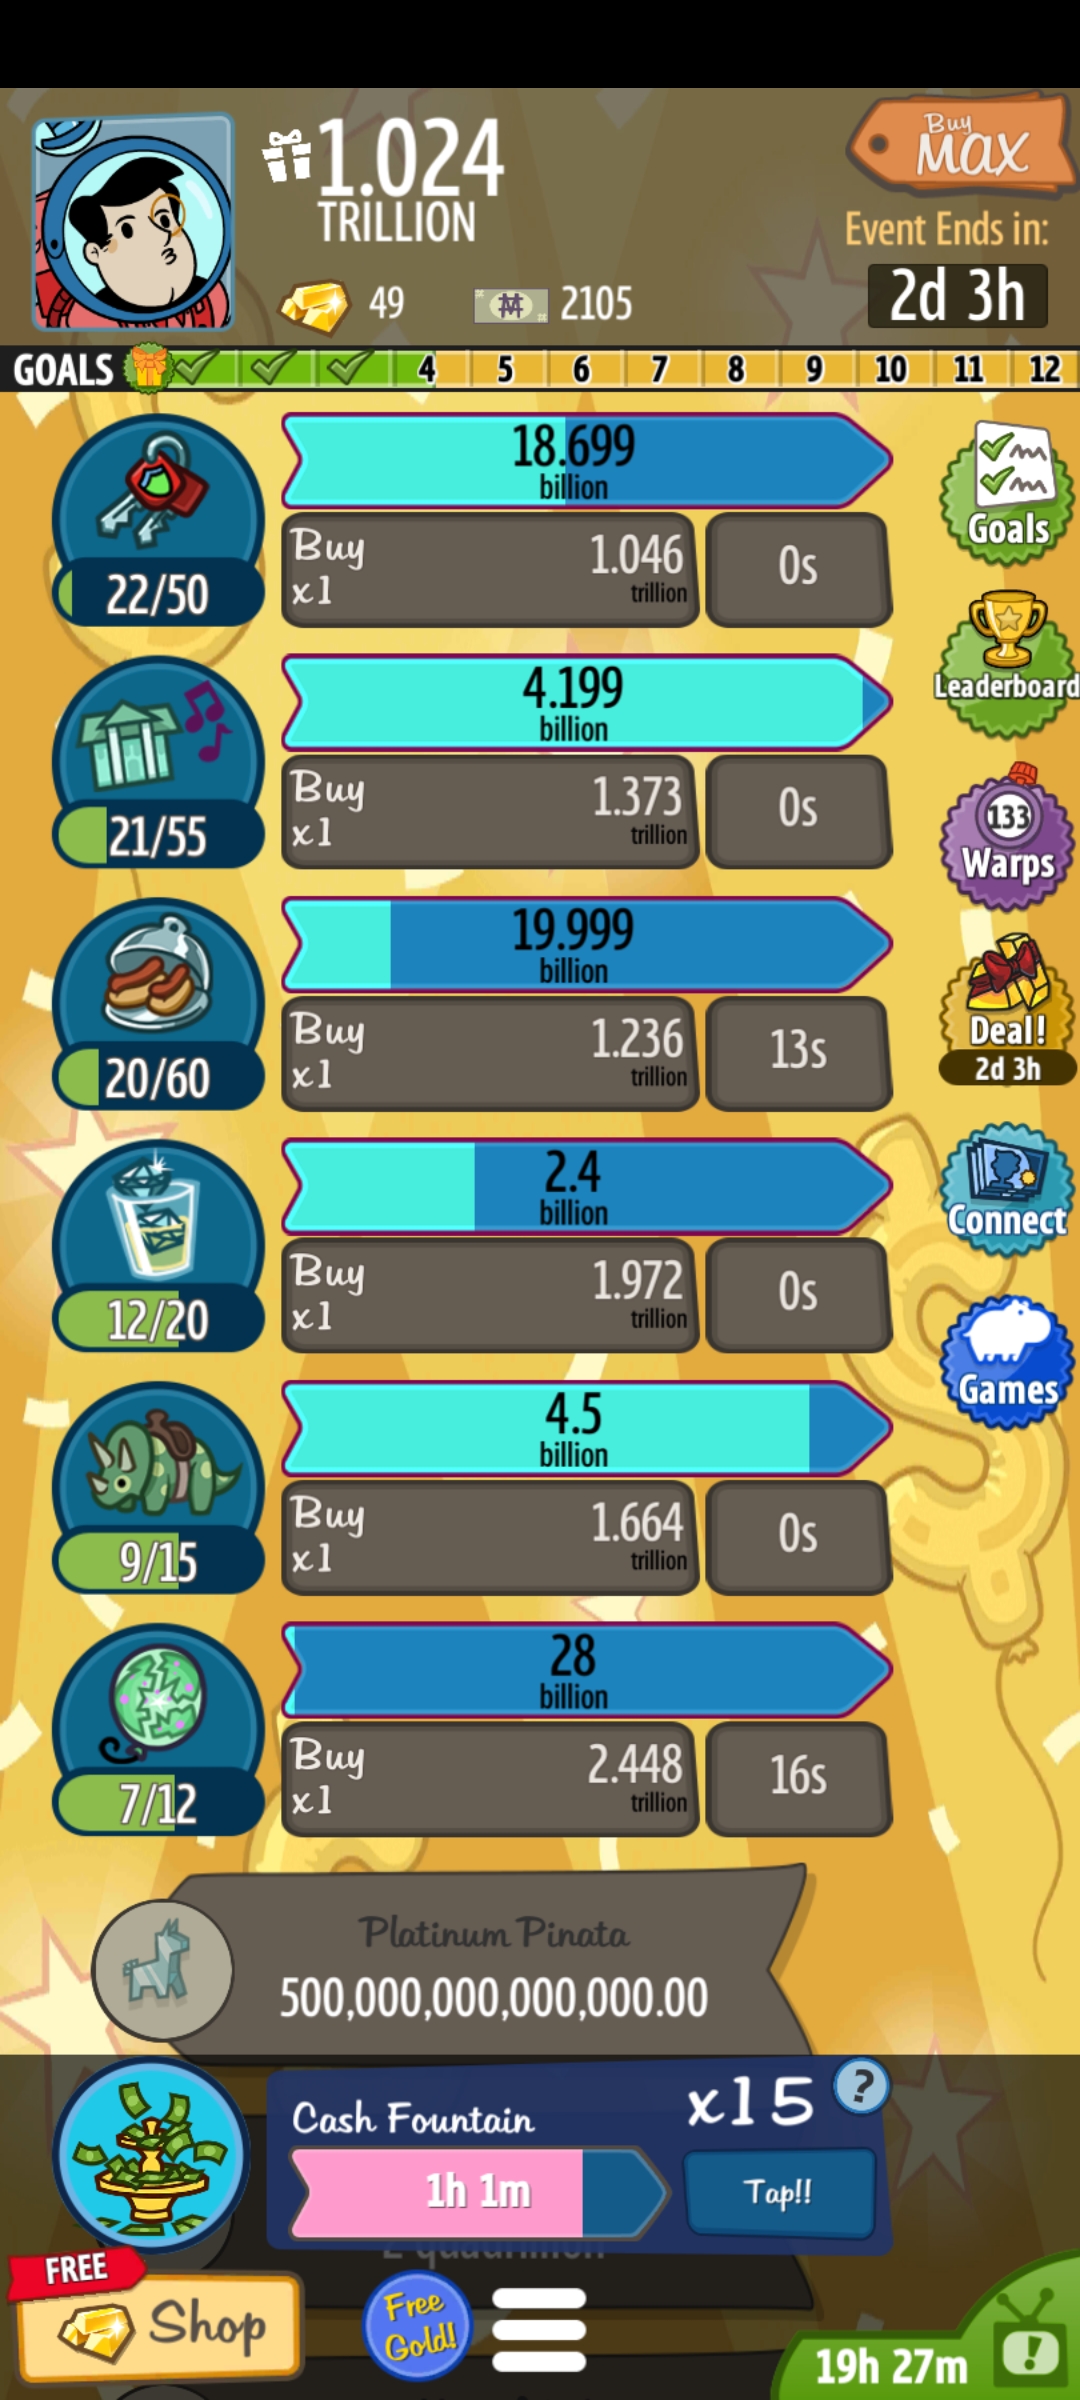 1.024
TRILLION
Buy
MAX
Event Ends in:
2d 3h
49
2105
GOALS 4 5 6 7 8 9 10 11 12
18.699
billion
Buy
x1
1.046
trillion
0s
22/50
Goals
4.199
billion
Buy
x1
1.373
trillion
0s
21/55
Leaderboard
133
Warps
19.999
billion
Buy
x1
1.236
trillion
13s
20/60
Deal!
2d 3h
2.4
billion
Buy
x1
1.972
trillion
0s
12/20
Connect
4.5
billion
Buy
x1
1.664
trillion
0s
9/15
Games
28
billion
Buy
x1
2.448
trillion
16s
7/12
Platinum Pinata
500,000,000,000,000.00
Cash Fountain
x15
?
1h 1m
Tap!!
2 quadrillion
FREE
Shop
Free
Gold!
19h 27m
!